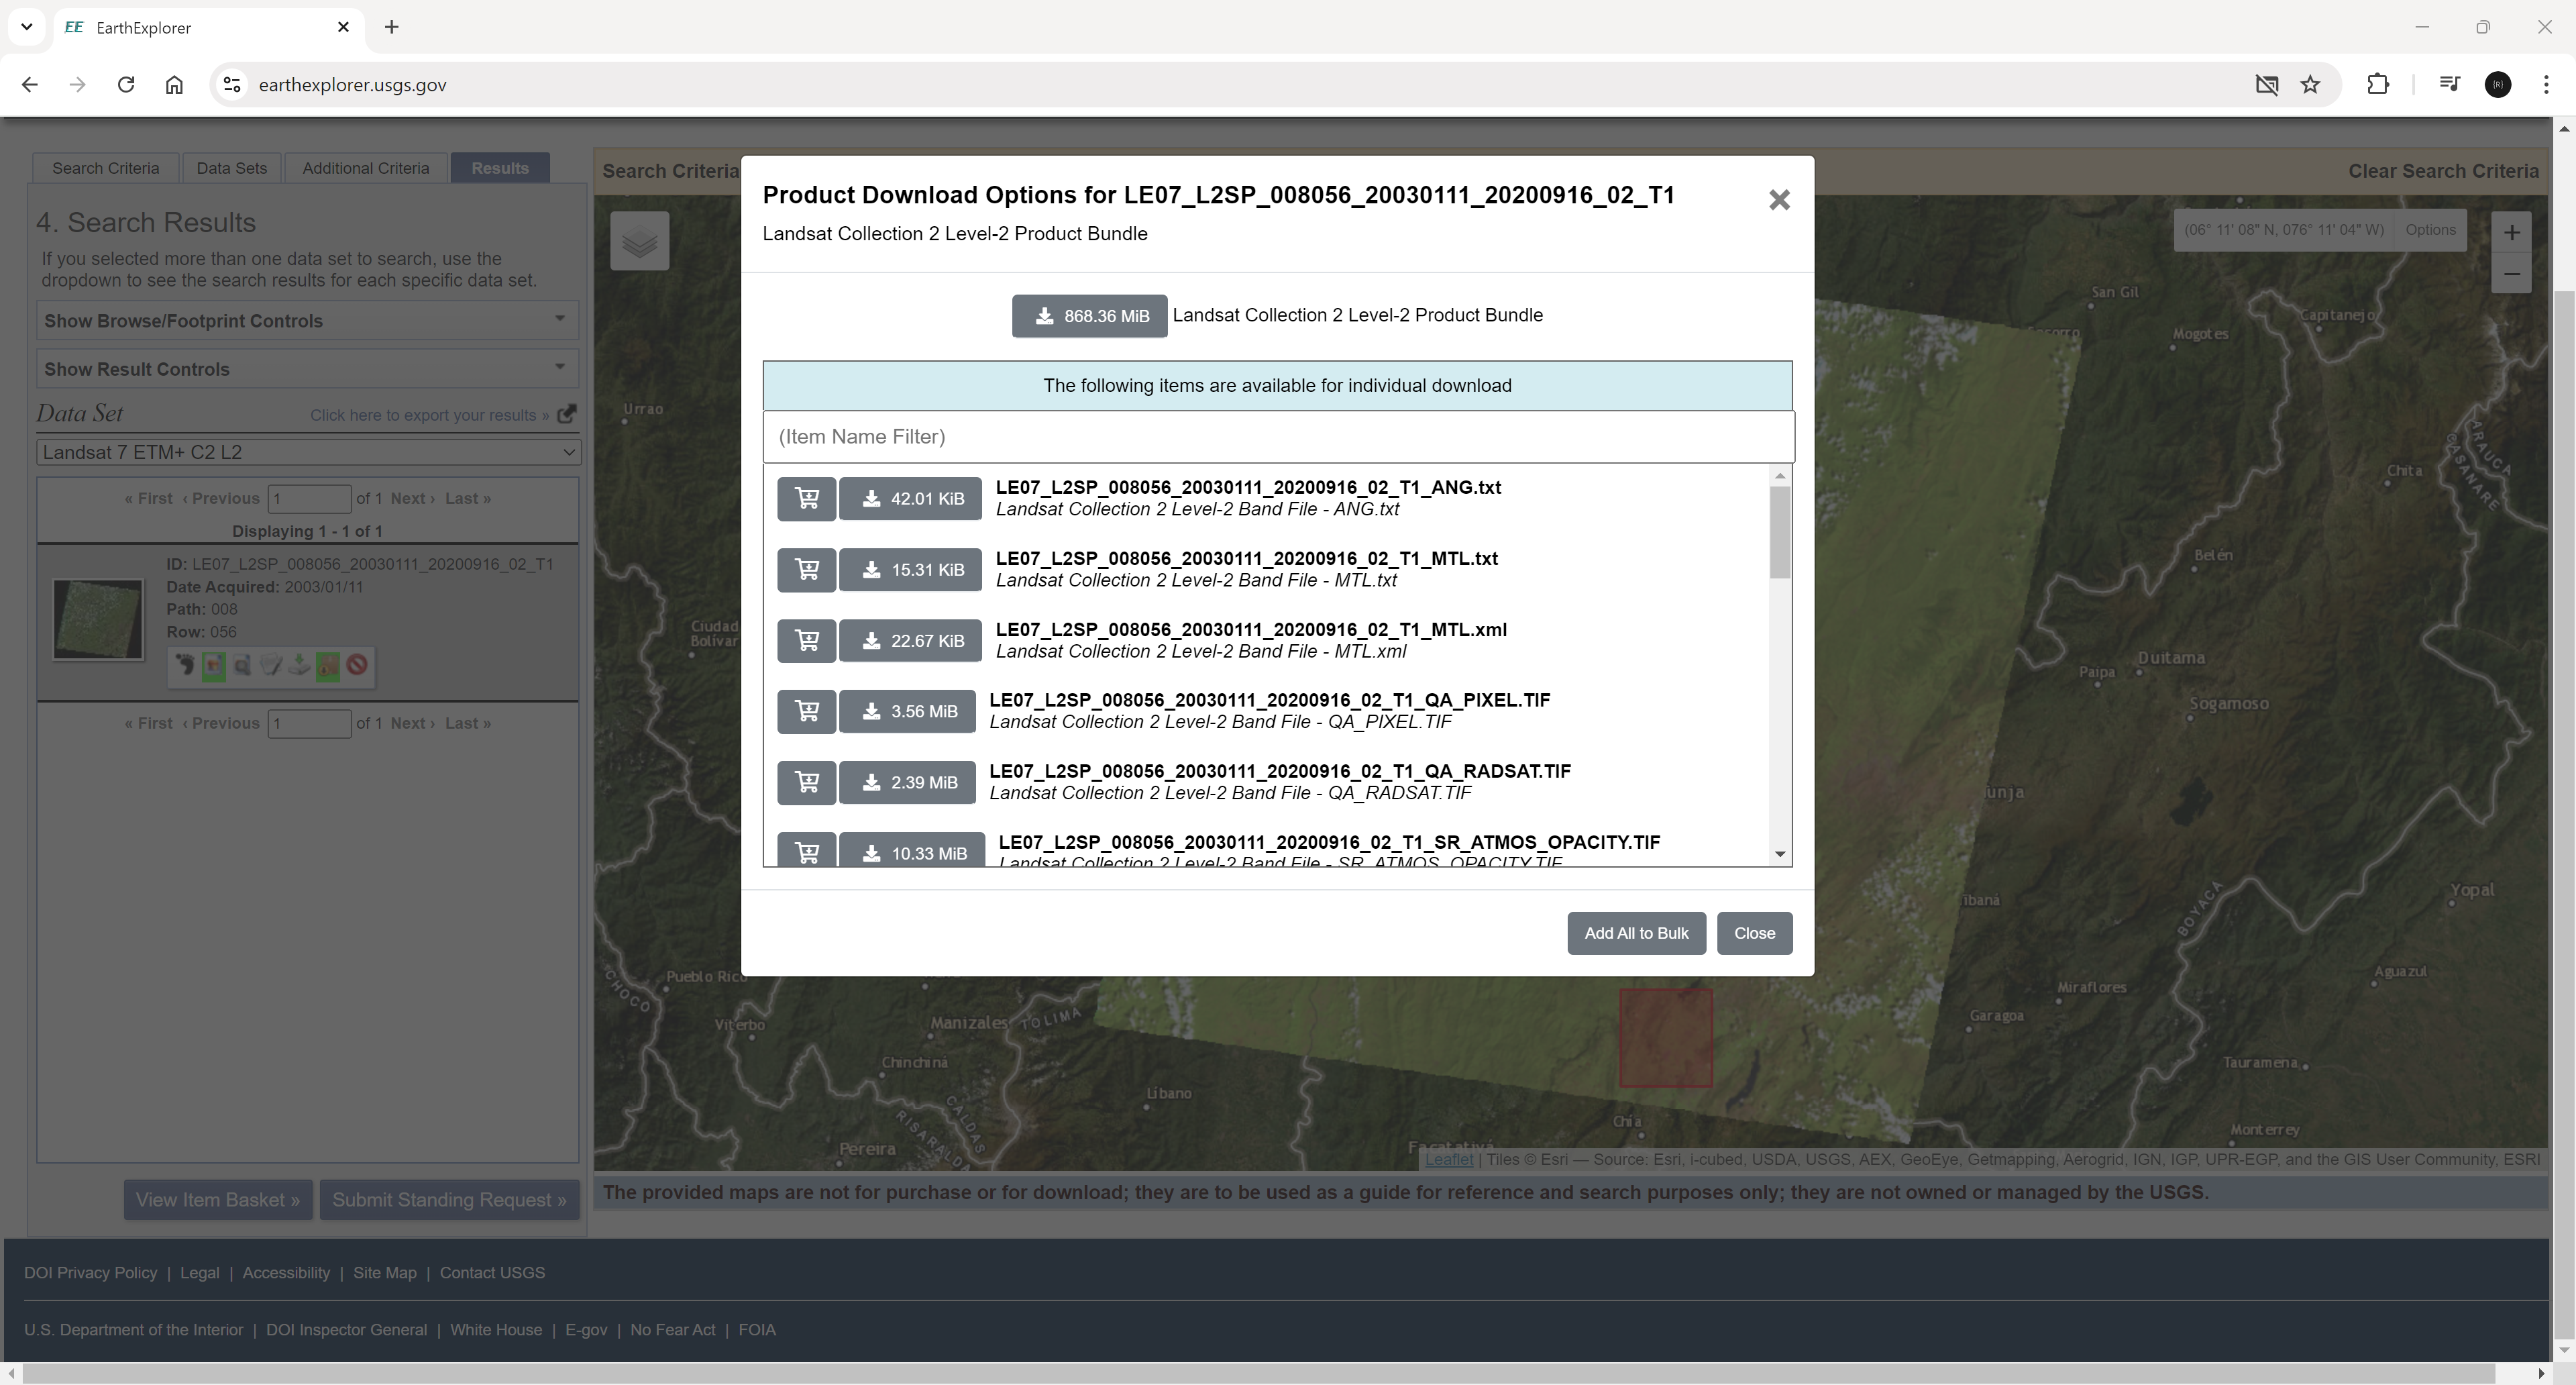 EarthExplorer
earthexplorer.usgs.gov
Search Criteria
Data Sets
Additional Criteria
Results
4. Search Results
If you selected more than one data set to search, use the
dropdown to see the search results for each specific data set.
Show Browse/Footprint Controls
Show Result Controls
Data Set
Click here to export your results »
Landsat 7 ETM+ C2 L2
« First ‹ Previous 1 of 1 Next › Last »
Displaying 1 - 1 of 1
ID: LE07_L2SP_008056_20030111_20200916_02_T1
Date Acquired: 2003/01/11
Path: 008
Row: 056
« First ‹ Previous 1 of 1 Next › Last »
View Item Basket »
Submit Standing Request »
Search Criteria
Clear Search Criteria
(06° 11' 08" N, 076° 11' 04" W)
Options
Product Download Options for LE07_L2SP_008056_20030111_20200916_02_T1
Landsat Collection 2 Level-2 Product Bundle
868.36 MiB Landsat Collection 2 Level-2 Product Bundle
The following items are available for individual download
(Item Name Filter)
42.01 KiB
LE07_L2SP_008056_20030111_20200916_02_T1_ANG.txt
Landsat Collection 2 Level-2 Band File - ANG.txt
15.31 KiB
LE07_L2SP_008056_20030111_20200916_02_T1_MTL.txt
Landsat Collection 2 Level-2 Band File - MTL.txt
22.67 KiB
LE07_L2SP_008056_20030111_20200916_02_T1_MTL.xml
Landsat Collection 2 Level-2 Band File - MTL.xml
3.56 MiB
LE07_L2SP_008056_20030111_20200916_02_T1_QA_PIXEL.TIF
Landsat Collection 2 Level-2 Band File - QA_PIXEL.TIF
2.39 MiB
LE07_L2SP_008056_20030111_20200916_02_T1_QA_RADSAT.TIF
Landsat Collection 2 Level-2 Band File - QA_RADSAT.TIF
10.33 MiB
LE07_L2SP_008056_20030111_20200916_02_T1_SR_ATMOS_OPACITY.TIF
Landsat Collection 2 Level-2 Band File - SR_ATMOS_OPACITY.TIF
Add All to Bulk
Close
San Gil
Capitanejo
Mogotes
Urrao
ARAUCA
CASANARE
Chita
Belén
Ciudad
Bolívar
Duitama
Paipa
Sogamoso
Yopal
BOYACA
Pueblo Rico
Aguazul
CHOCO
Miraflores
Viterbo
Manizales
TOLIMA
Garagoa
Chinchiná
Tauramena
Líbano
CALDAS
RISARALDA
Chía
Monterrey
Pereira
Leaflet | Tiles © Esri — Source: Esri, i-cubed, USDA, USGS, AEX, GeoEye, Getmapping, Aerogrid, IGN, IGP, UPR-EGP, and the GIS User Community, ESRI
The provided maps are not for purchase or for download; they are to be used as a guide for reference and search purposes only; they are not owned or managed by the USGS.
DOI Privacy Policy | Legal | Accessibility | Site Map | Contact USGS
U.S. Department of the Interior | DOI Inspector General | White House | E-gov | No Fear Act | FOIA